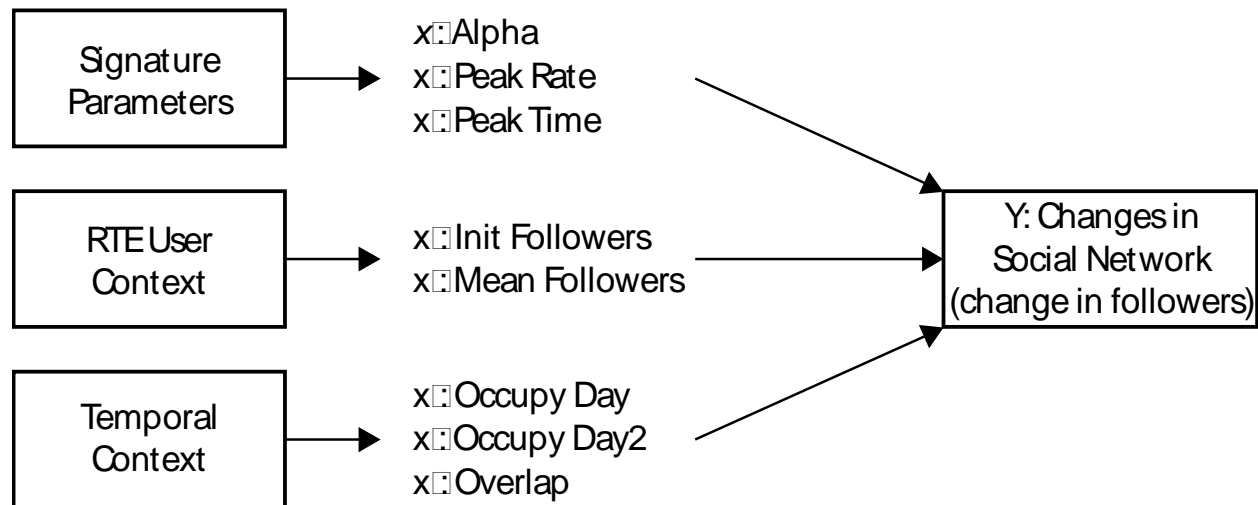 Signature
Parameters
x□:Alpha
x□:Peak Rate
x□:Peak Time
RTE User
Context
x□:Init Followers
x□:Mean Followers
Y: Changes in
Social Network
(change in followers)
Temporal
Context
x□:Occupy Day
x□:Occupy Day2
x□:Overlap